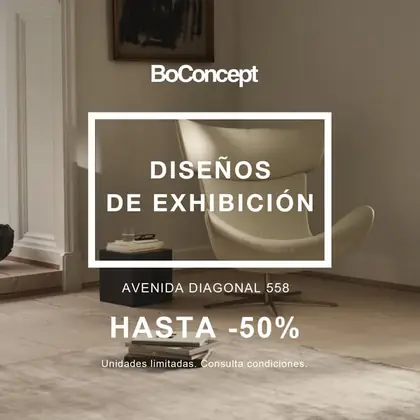 BoConcept
DISEÑOS
DE EXHIBICIÓN
AVENIDA DIAGONAL 558
HASTA -50%
Unidades limitadas. Consulta condiciones.